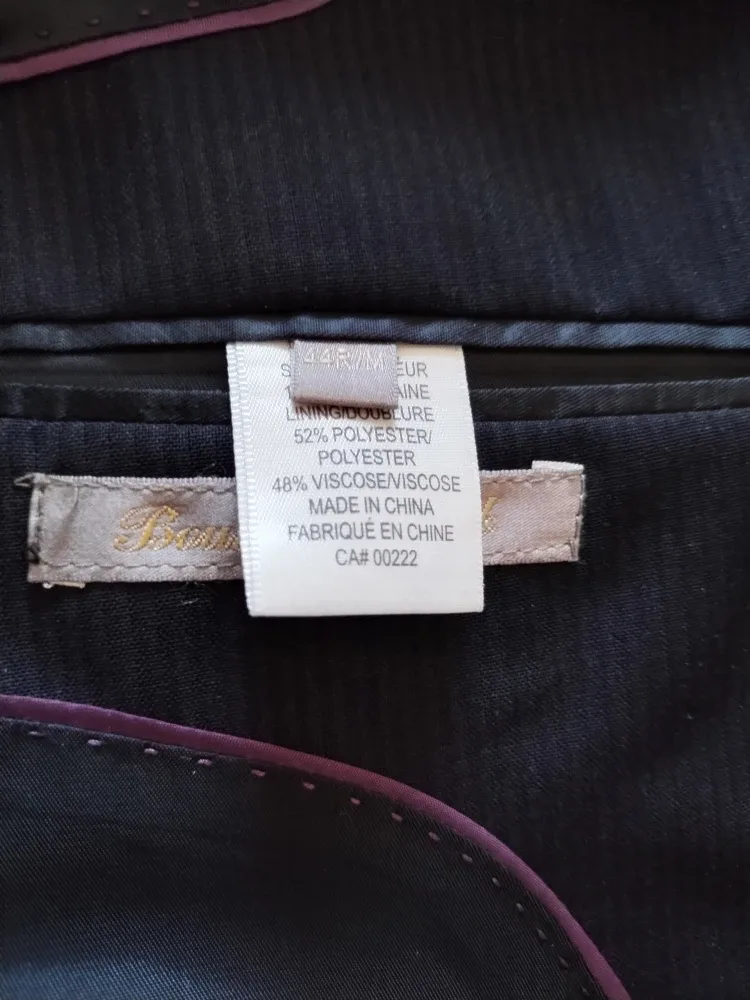 44R/M
LINING/DOUBLURE
52% POLYESTER/
POLYESTER
48% VISCOSE/VISCOSE
MADE IN CHINA
FABRIQUÉ EN CHINE
CA# 00222